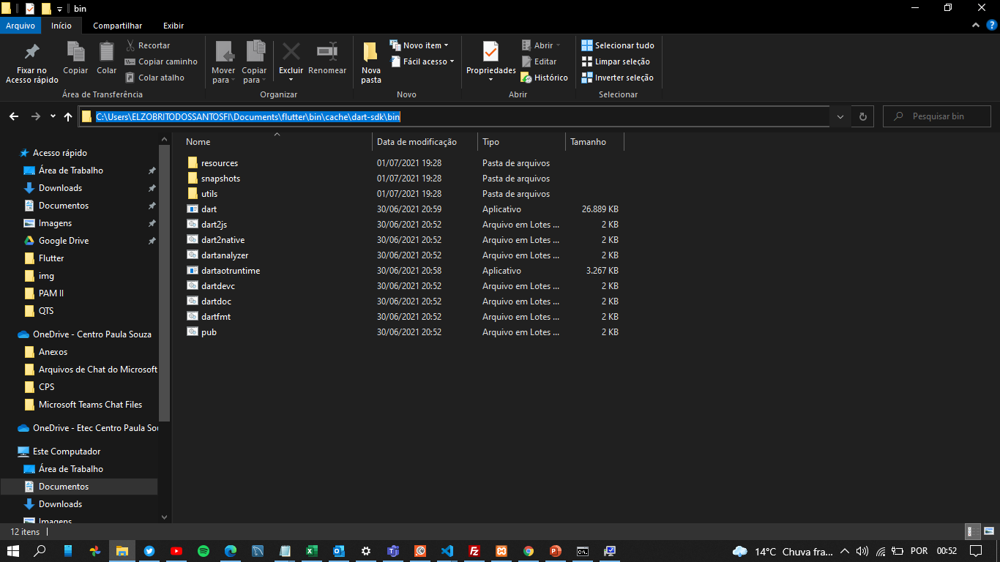 bin
Arquivo Início Compartilhar Exibir
Fixar no
Acesso rápido
Copiar
Colar
Recortar
Copiar caminho
Colar atalho
Área de Transferência
Mover
para
Copiar
para
Excluir
Renomear
Organizar
Nova
pasta
Novo item
Fácil acesso
Novo
Propriedades
Abrir
Editar
Histórico
Abrir
Selecionar tudo
Limpar seleção
Inverter seleção
Selecionar
C:\Users\ELZOBRITODOSSANTOSFI\Documents\flutter\bin\cache\dart-sdk\bin
Pesquisar bin
Acesso rápido
Área de Trabalho
Downloads
Documentos
Imagens
Google Drive
Flutter
img
PAM II
QTS
OneDrive - Centro Paula Souza
Anexos
Arquivos de Chat do Microsoft
CPS
Microsoft Teams Chat Files
OneDrive - Etec Centro Paula Sou
Este Computador
Área de Trabalho
Documentos
Downloads
Imagens
Nome Data de modificação Tipo Tamanho
resources 01/07/2021 19:28 Pasta de arquivos
snapshots 01/07/2021 19:28 Pasta de arquivos
utils 01/07/2021 19:28 Pasta de arquivos
dart 30/06/2021 20:59 Aplicativo 26.889 KB
dart2js 30/06/2021 20:52 Arquivo em Lotes ... 2 KB
dart2native 30/06/2021 20:52 Arquivo em Lotes ... 2 KB
dartanalyzer 30/06/2021 20:52 Arquivo em Lotes ... 2 KB
dartaotruntime 30/06/2021 20:58 Aplicativo 3.267 KB
dartdevc 30/06/2021 20:52 Arquivo em Lotes ... 2 KB
dartdoc 30/06/2021 20:52 Arquivo em Lotes ... 2 KB
dartfmt 30/06/2021 20:52 Arquivo em Lotes ... 2 KB
pub 30/06/2021 20:52 Arquivo em Lotes ... 2 KB
12 itens
14°C Chuva fra... POR 00:52